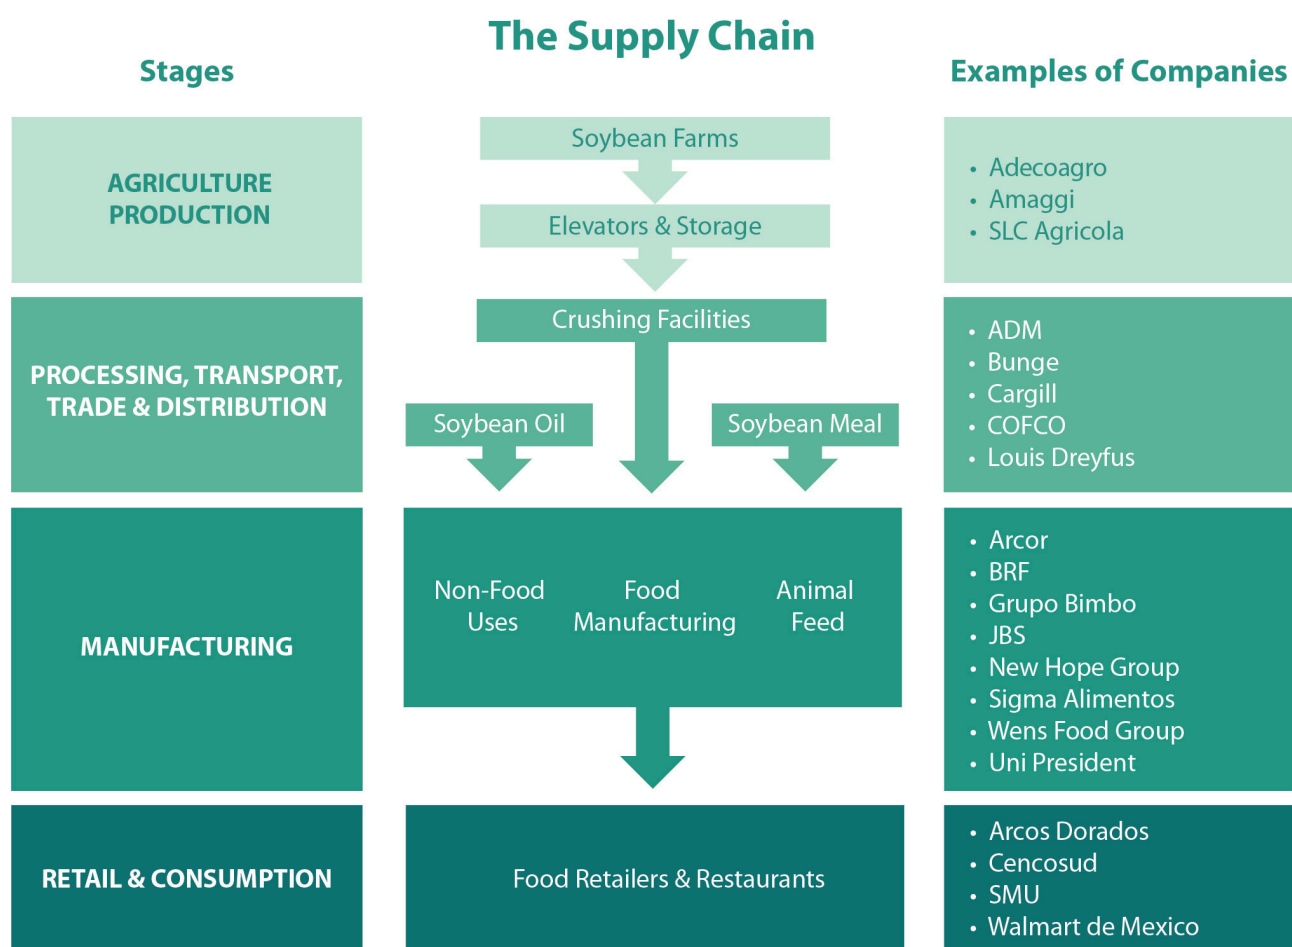 The Supply Chain
Stages
Examples of Companies
AGRICULTURE
PRODUCTION
Soybean Farms
Elevators & Storage
• Adecoagro
• Amaggi
• SLC Agricola
PROCESSING, TRANSPORT,
TRADE & DISTRIBUTION
Crushing Facilities
Soybean Oil
Soybean Meal
• ADM
• Bunge
• Cargill
• COFCO
• Louis Dreyfus
MANUFACTURING
Non-Food
Uses
Food
Manufacturing
Animal
Feed
• Arcor
• BRF
• Grupo Bimbo
• JBS
• New Hope Group
• Sigma Alimentos
• Wens Food Group
• Uni President
RETAIL & CONSUMPTION
Food Retailers & Restaurants
• Arcos Dorados
• Cencosud
• SMU
• Walmart de Mexico